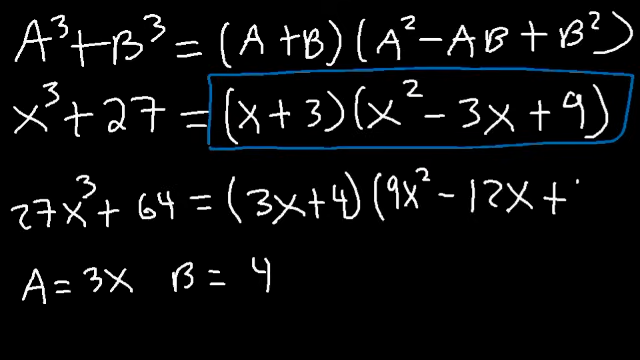 A³+B³ = (A+B)(A²-AB+B²)
x³+27 = (x+3)(x²-3x+9)
27x³+64 = (3x+4)(9x²-12x+
A=3x B=4